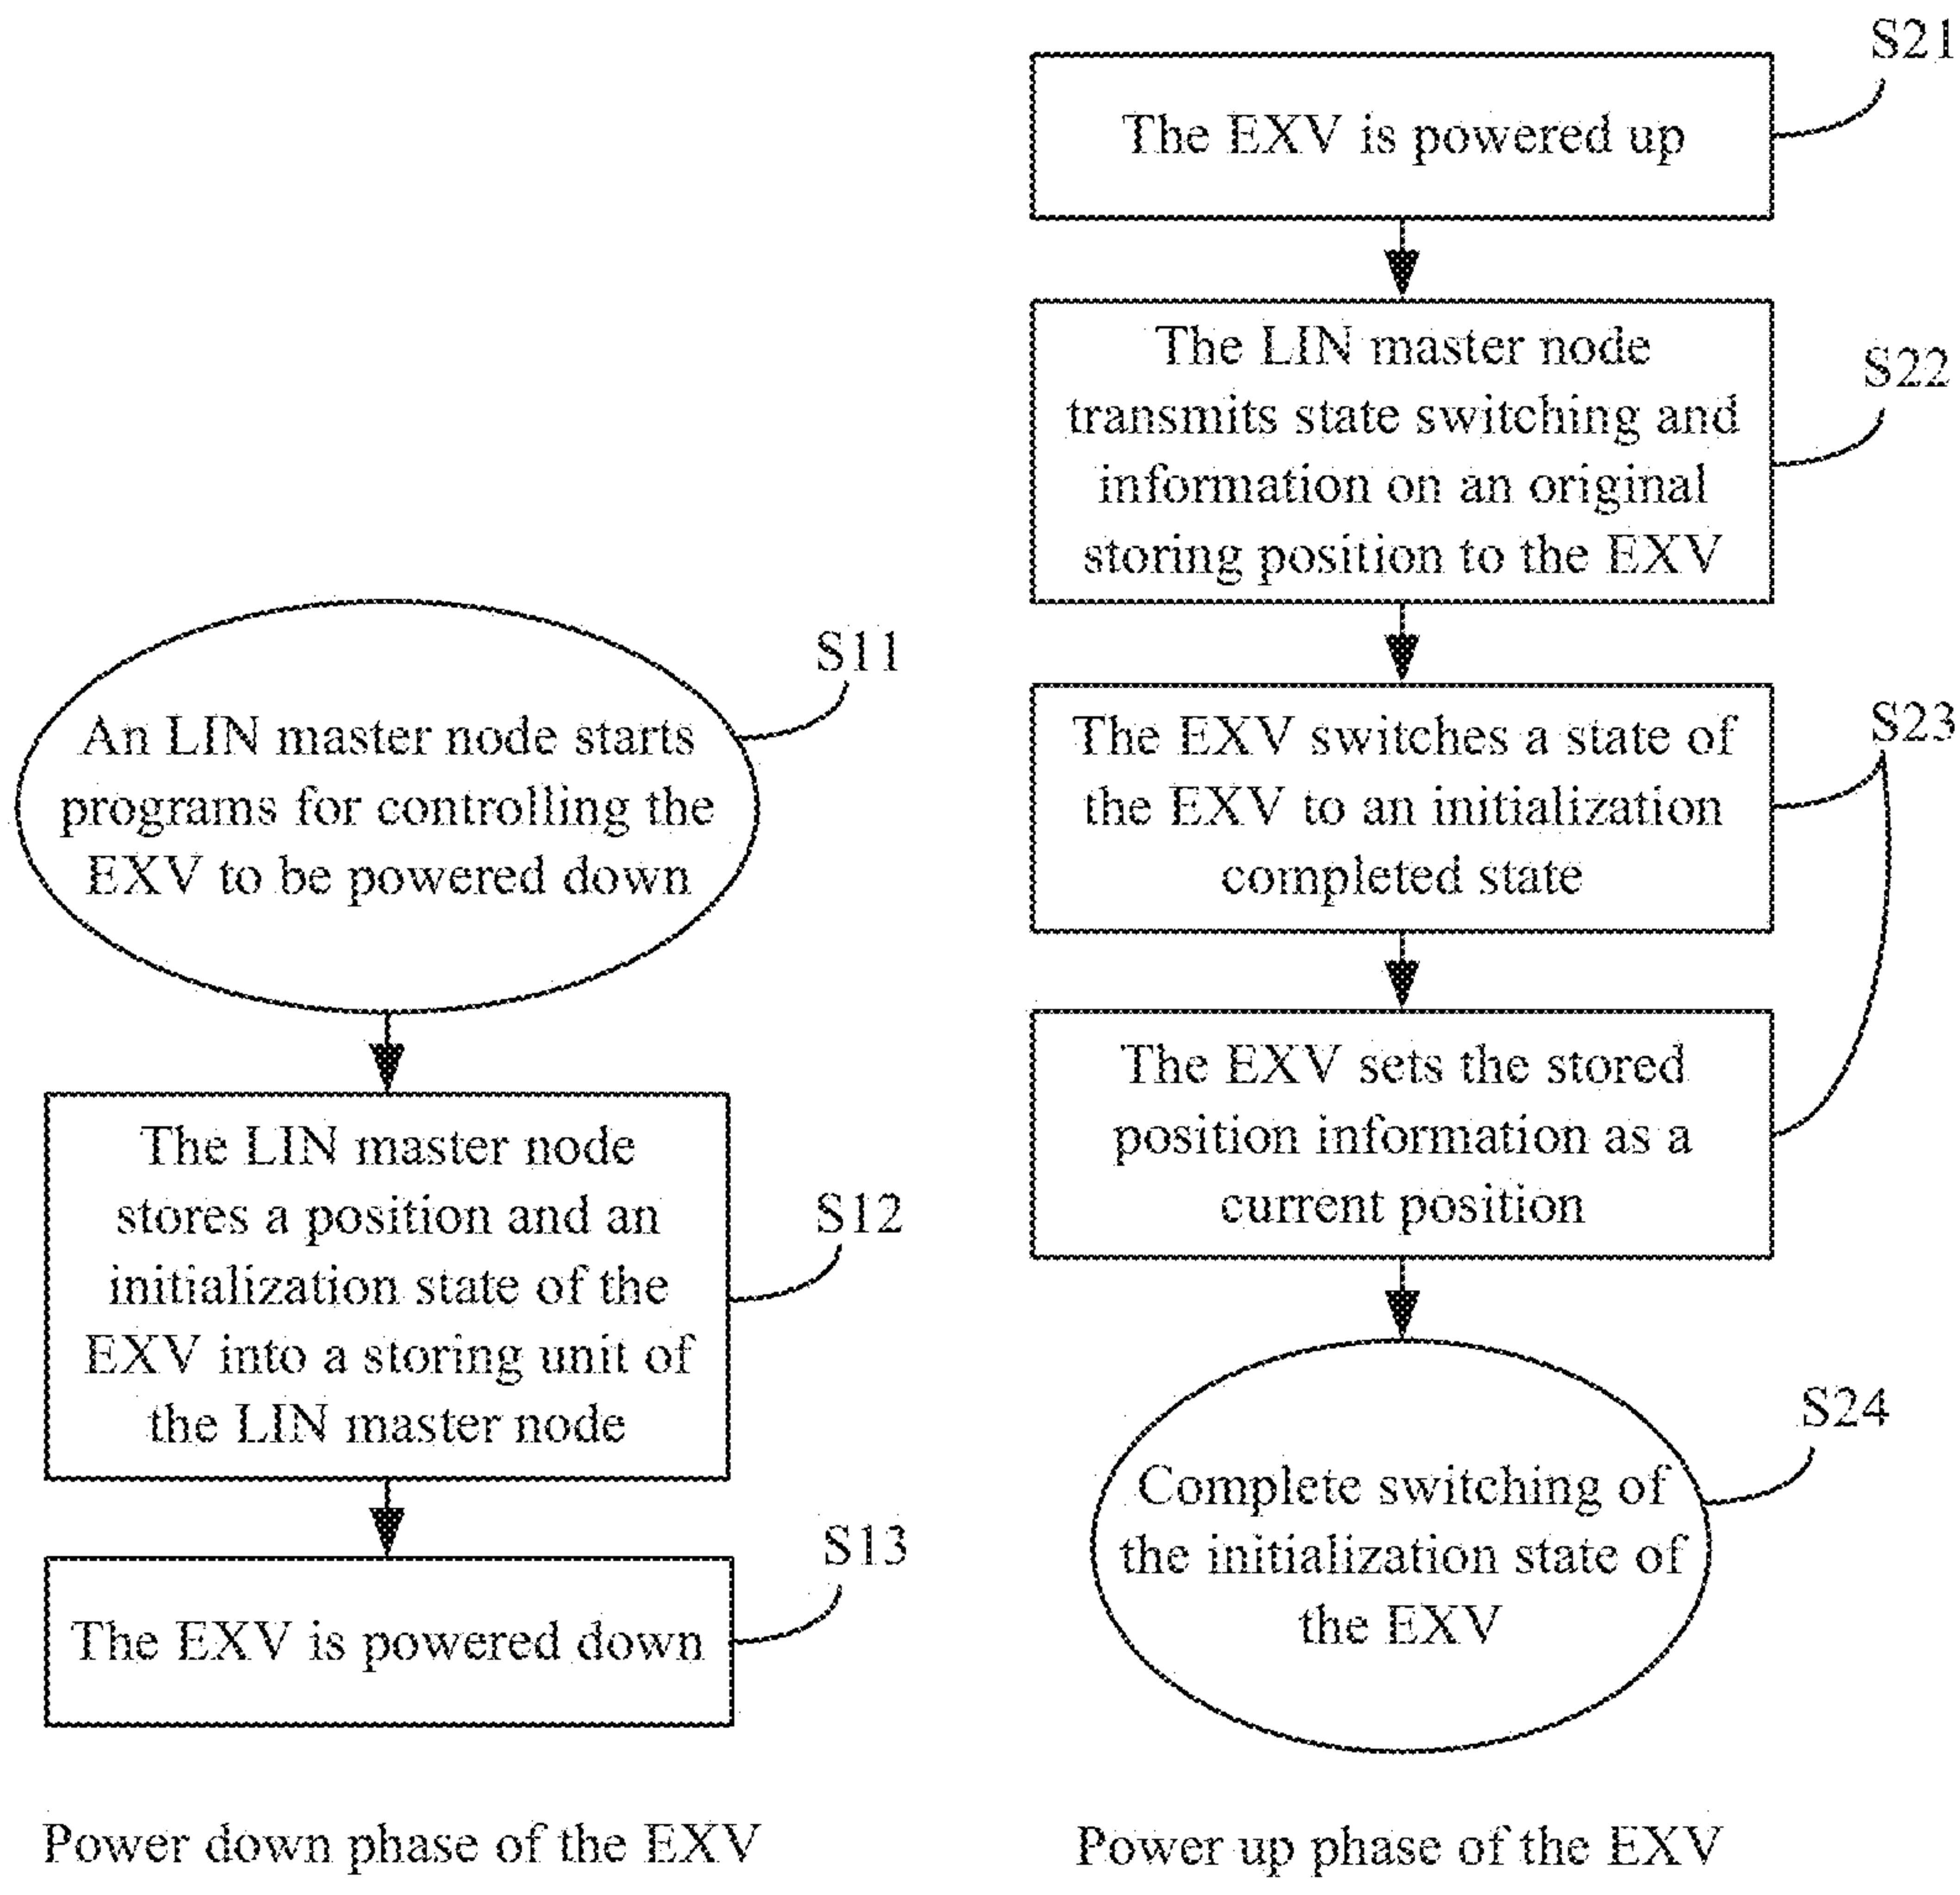 S11
An LIN master node starts
programs for controlling the
EXV to be powered down
S12
The LIN master node
stores a position and an
initialization state of the
EXV into a storing unit of
the LIN master node
S13
The EXV is powered down
Power down phase of the EXV
S21
The EXV is powered up
S22
The LIN master node
transmits state switching and
information on an original
storing position to the EXV
S23
The EXV switches a state of
the EXV to an initialization
completed state
The EXV sets the stored
position information as a
current position
S24
Complete switching of
the initialization state of
the EXV
Power up phase of the EXV